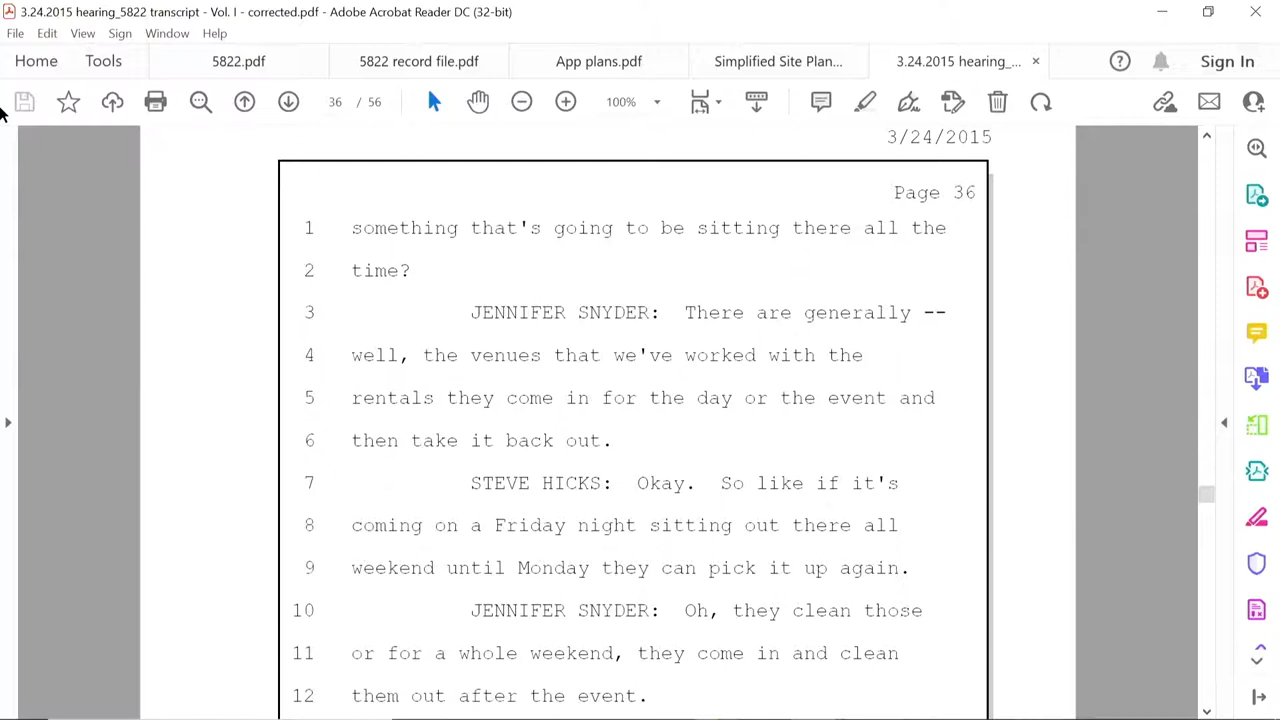 3.24.2015 hearing_5822 transcript - Vol. I - corrected.pdf - Adobe Acrobat Reader DC (32-bit)
File Edit View Sign Window Help
Home Tools 5822.pdf 5822 record file.pdf App plans.pdf Simplified Site Plan... 3.24.2015 hearing_... × Sign In
36 / 56 100%
3/24/2015
Page 36
1 something that's going to be sitting there all the
2 time?
3 JENNIFER SNYDER: There are generally --
4 well, the venues that we've worked with the
5 rentals they come in for the day or the event and
6 then take it back out.
7 STEVE HICKS: Okay. So like if it's
8 coming on a Friday night sitting out there all
9 weekend until Monday they can pick it up again.
10 JENNIFER SNYDER: Oh, they clean those
11 or for a whole weekend, they come in and clean
12 them out after the event.